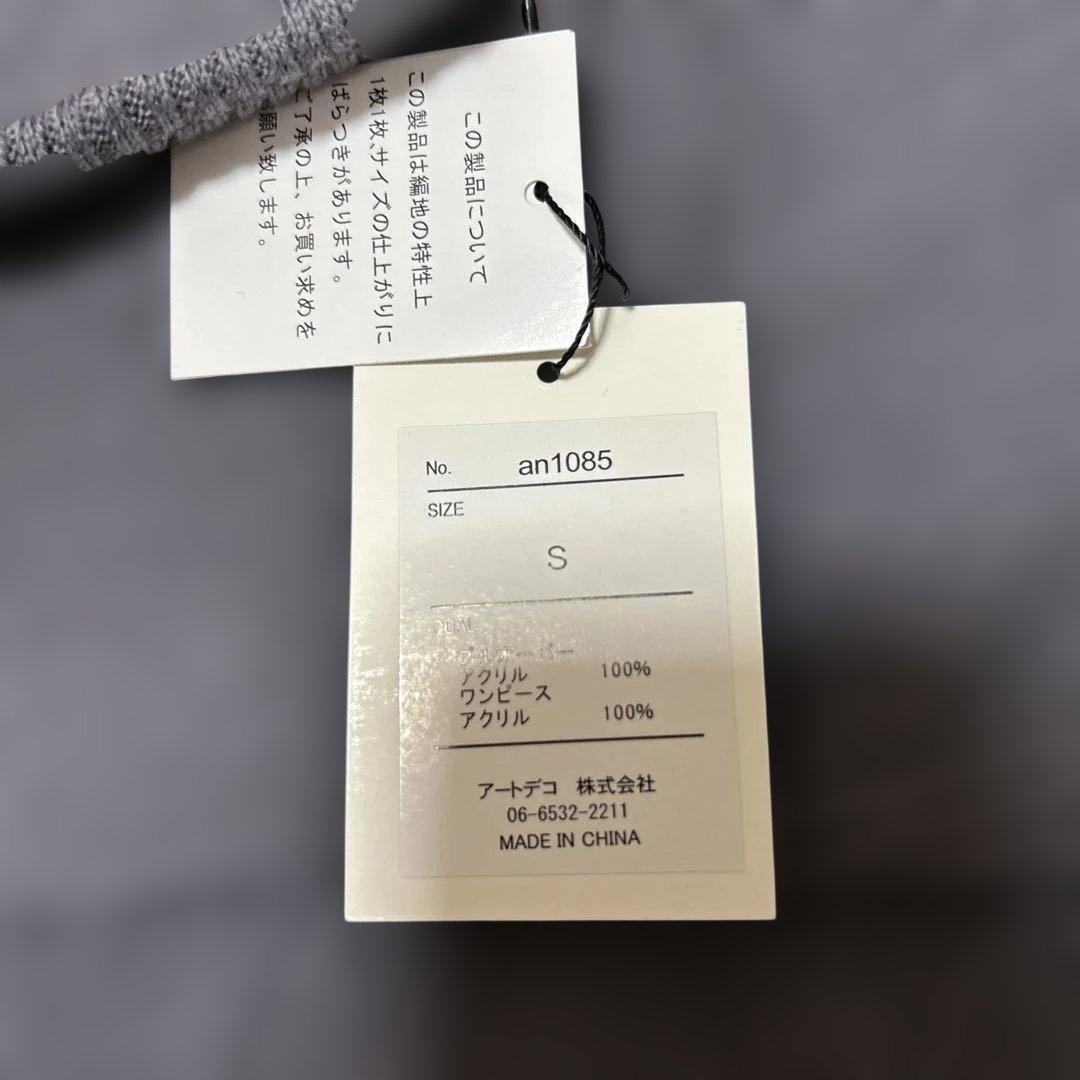 この製品について
この製品は編地の特性上
1枚1枚、サイズの仕上がりに
ばらつきがあります。
ご了承の上、お買い求めを
お願い致します。
No. an1085
SIZE
S
QUAL
プルオーバー
アクリル 100%
ワンピース
アクリル 100%
アートデコ 株式会社
06-6532-2211
MADE IN CHINA